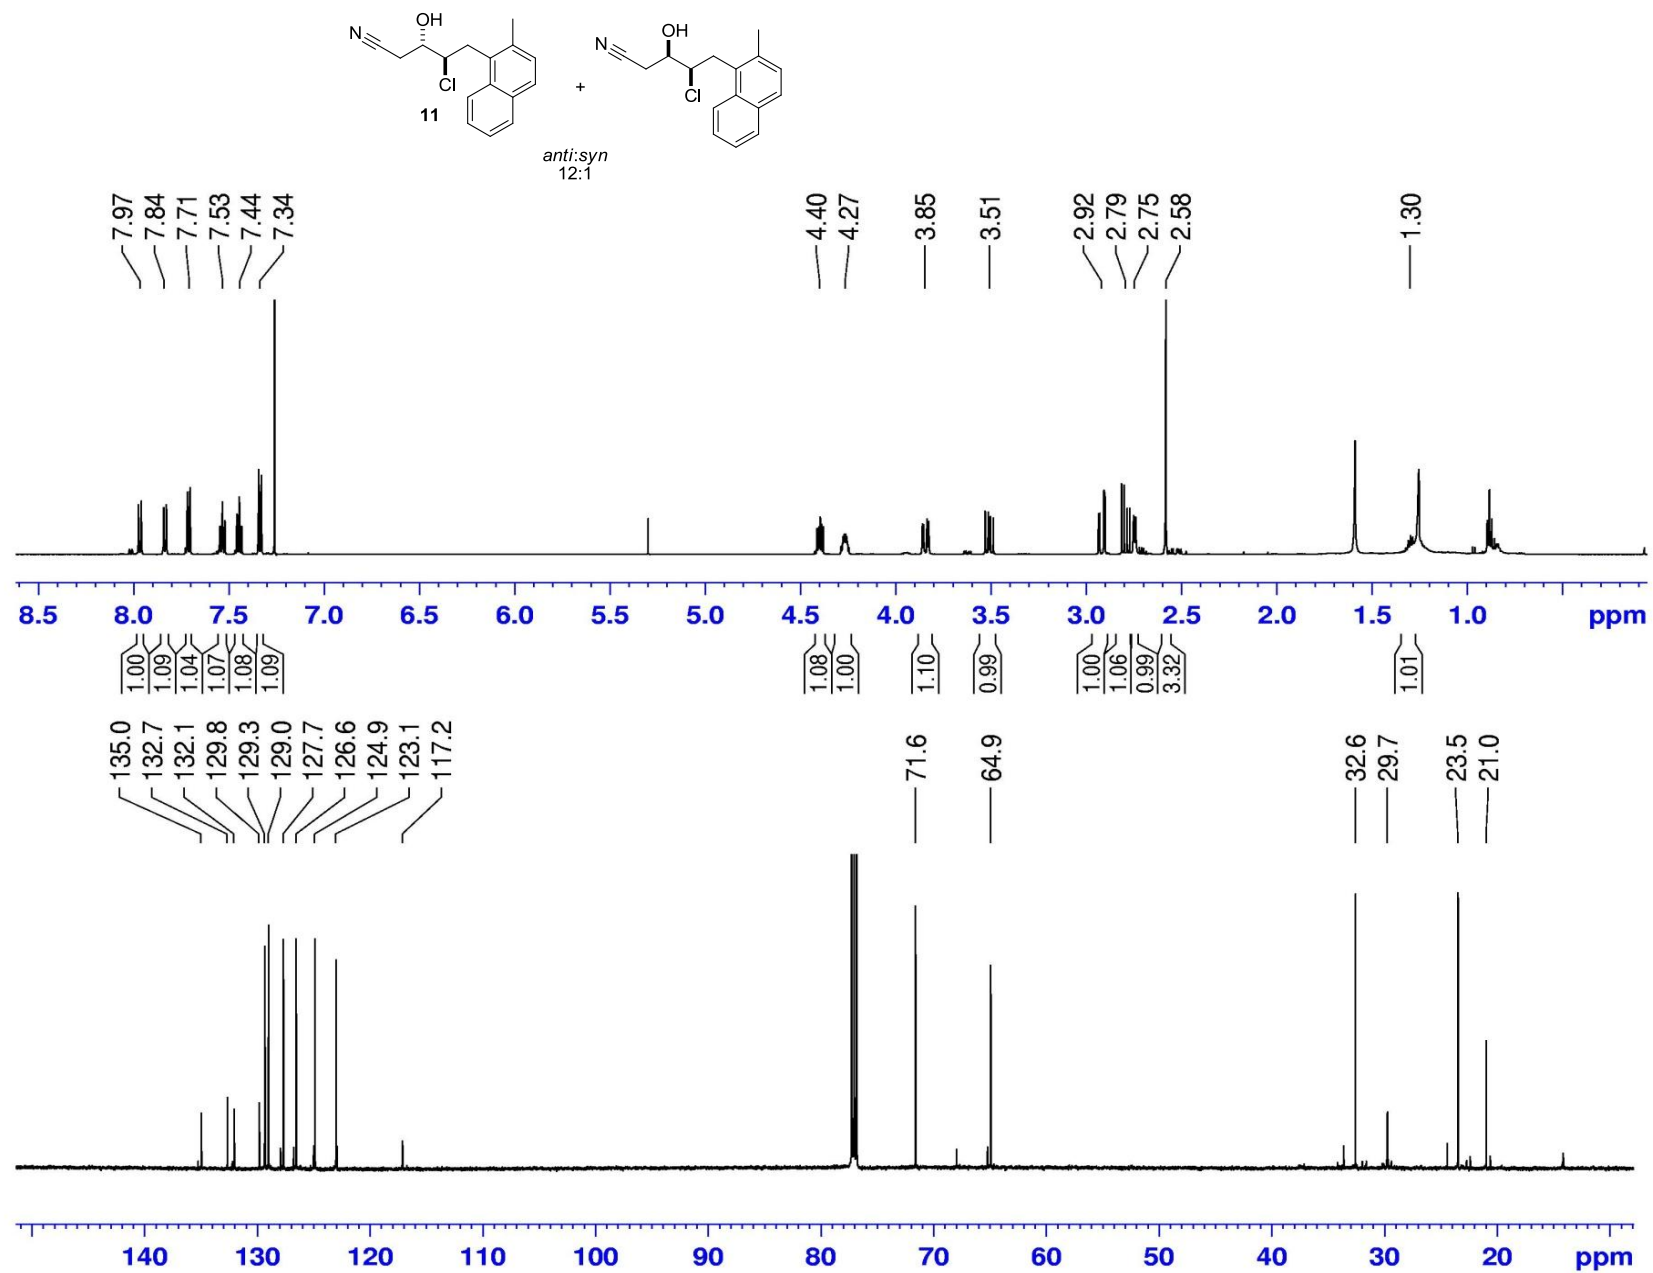 OH
N
Cl
11
+
OH
N
Cl
anti:syn
12:1
7.97 7.84 7.71 7.53 7.44 7.34 4.40 4.27 3.85 3.51 2.92 2.79 2.75 2.58 1.30
8.5 8.0 7.5 7.0 6.5 6.0 5.5 5.0 4.5 4.0 3.5 3.0 2.5 2.0 1.5 1.0 ppm
1.00 1.09 1.04 1.07 1.08 1.09 1.08 1.00 1.10 0.99 1.00 1.06 0.99 3.32 1.01
135.0 132.7 132.1 129.8 129.3 129.0 127.7 126.6 124.9 123.1 117.2 71.6 64.9 32.6 29.7 23.5 21.0
140 130 120 110 100 90 80 70 60 50 40 30 20 ppm